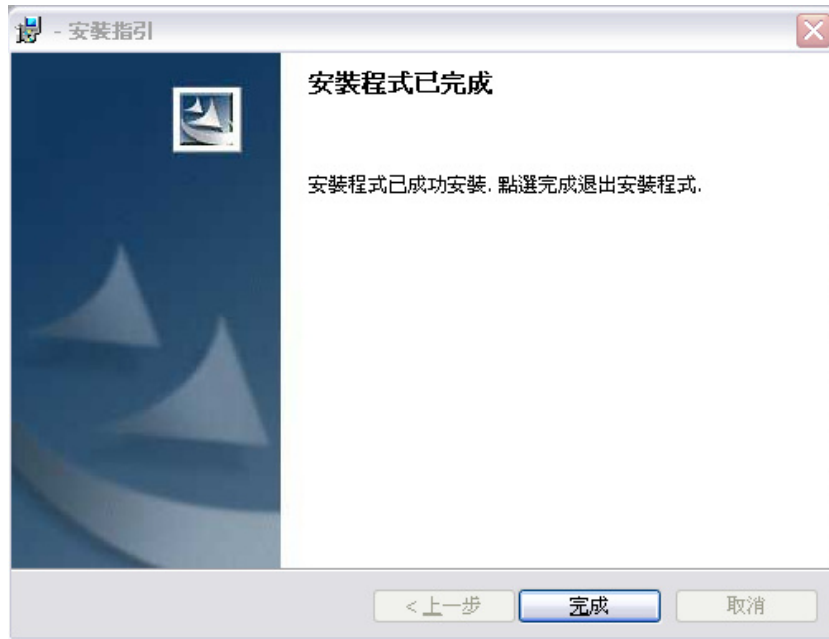 - 安裝指引
安裝程式已完成
安裝程式已成功安裝. 點選完成退出安裝程式.
< 上一步
完成
取消